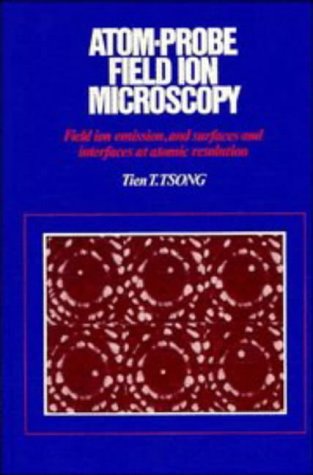 ATOM-PROBE
FIELD ION
MICROSCOPY
Field ion emission, and surfaces and
interfaces at atomic resolution
Tien T. TSONG